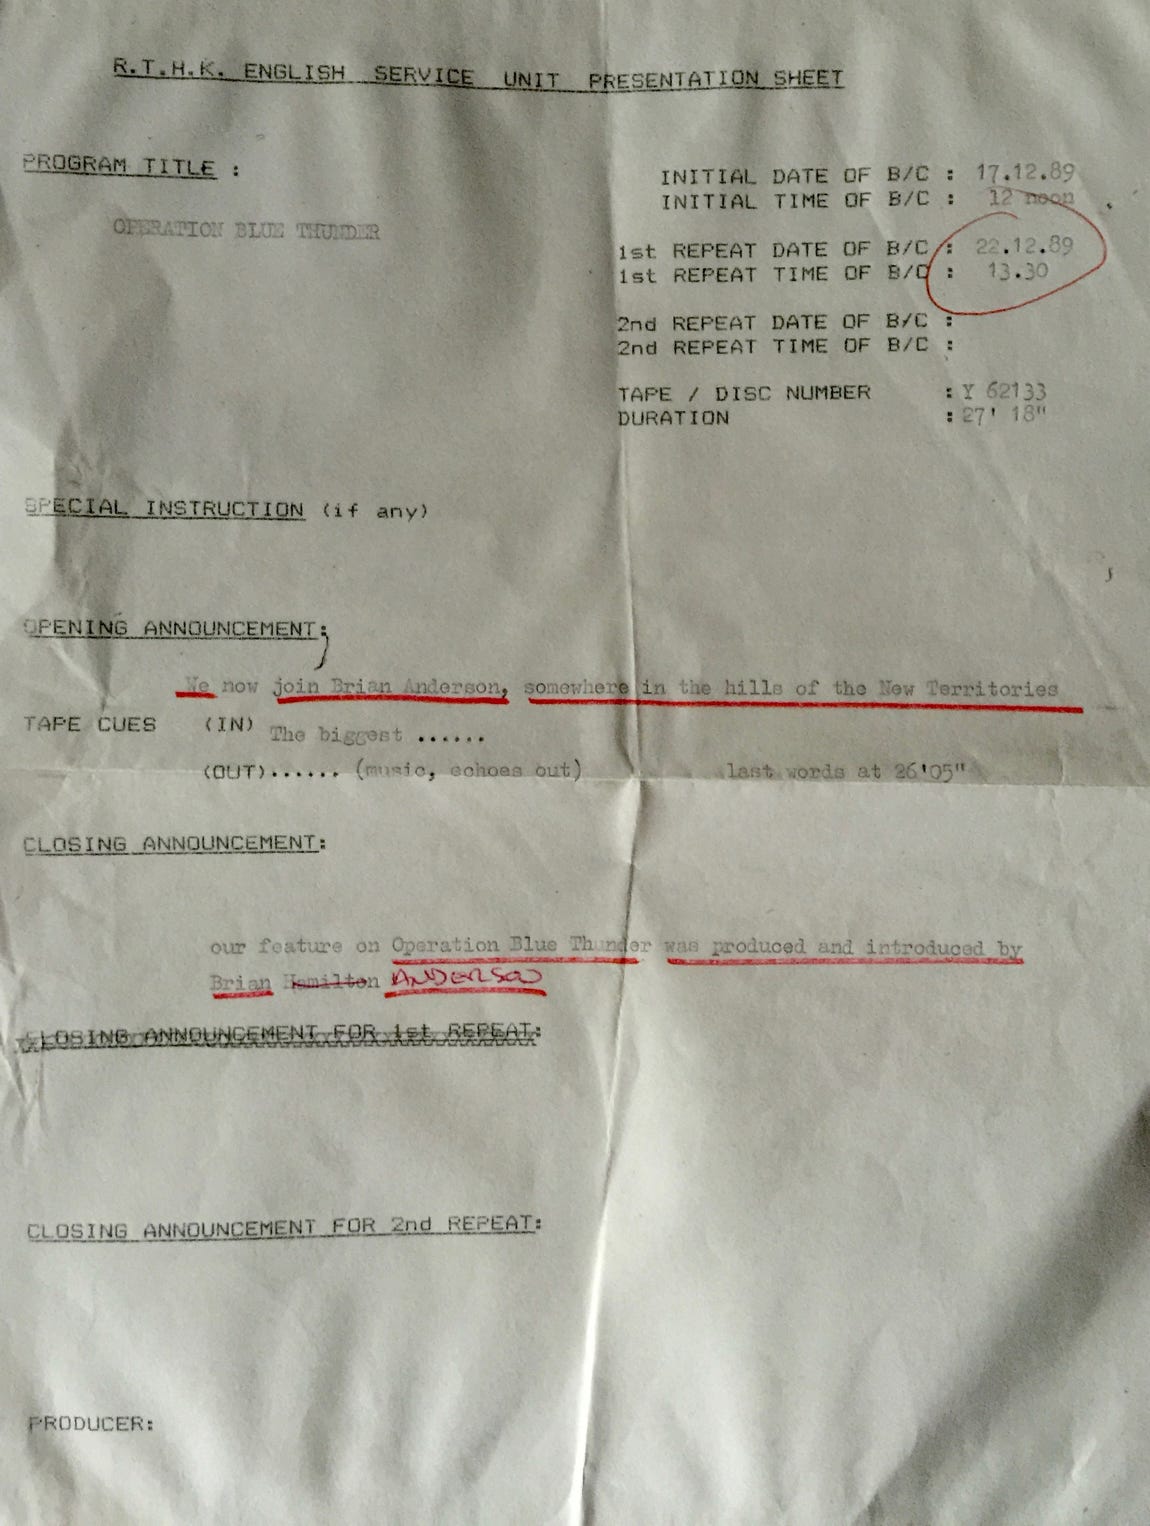 R.T.H.K. ENGLISH SERVICE UNIT PRESENTATION SHEET
PROGRAM TITLE :
OPERATION BLUE THUNDER
INITIAL DATE OF B/C : 17.12.89
INITIAL TIME OF B/C : 12 noon
1st REPEAT DATE OF B/C : 22.12.89
1st REPEAT TIME OF B/C : 13.30
2nd REPEAT DATE OF B/C :
2nd REPEAT TIME OF B/C :
TAPE / DISC NUMBER : Y 62133
DURATION : 27' 18"
SPECIAL INSTRUCTION (if any)
OPENING ANNOUNCEMENT:
We now join Brian Anderson, somewhere in the hills of the New Territories
TAPE CUES (IN) The biggest ......
(OUT)...... (music, echoes out) last words at 26'05"
CLOSING ANNOUNCEMENT:
our feature on Operation Blue Thunder was produced and introduced by
Brian Hamilton ANDERSON
CLOSING ANNOUNCEMENT FOR 1st REPEAT:
CLOSING ANNOUNCEMENT FOR 2nd REPEAT:
PRODUCER: